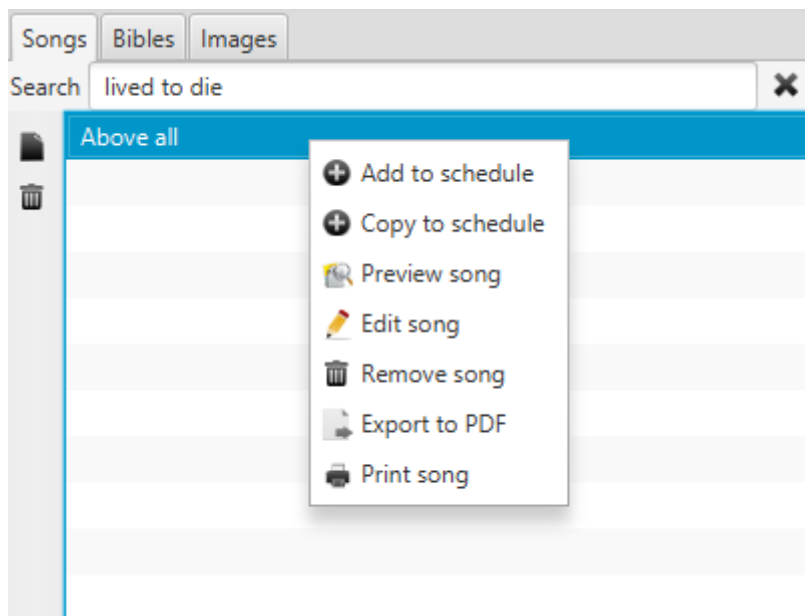 Songs Bibles Images
Search lived to die
Above all
Add to schedule
Copy to schedule
Preview song
Edit song
Remove song
Export to PDF
Print song